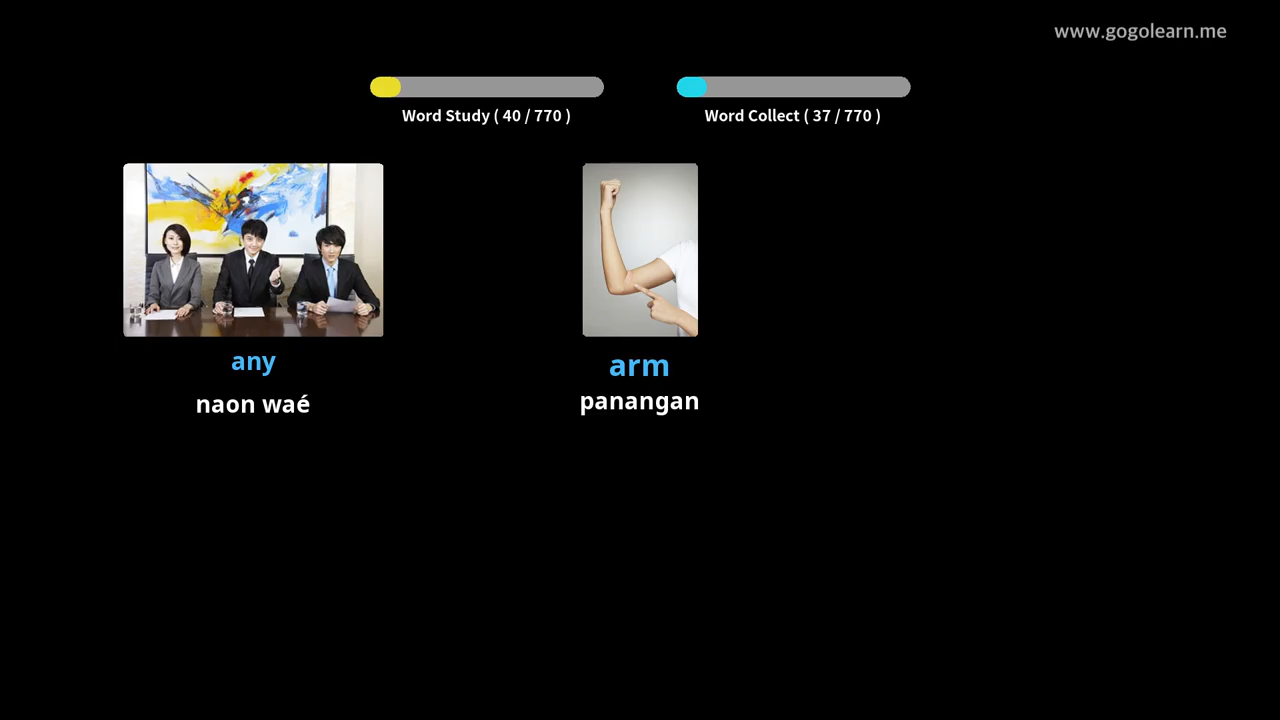 www.gogolearn.me
Word Study ( 40 / 770 )
Word Collect ( 37 / 770 )
any
naon waé
arm
panangan